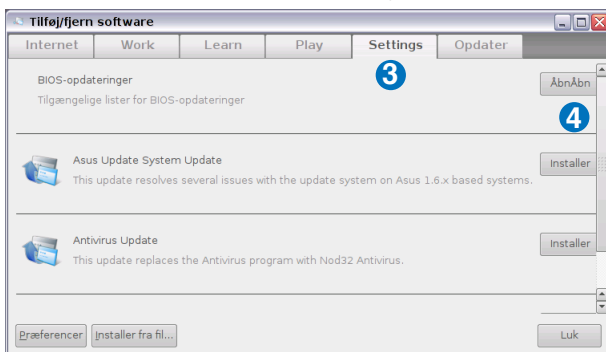 Tilføj/fjern software
Internet Work Learn Play Settings Opdater
3
BIOS-opdateringer
ÅbnÅbn
Tilgængelige lister for BIOS-opdateringer
4
Asus Update System Update
Installer
This update resolves several issues with the update system on Asus 1.6.x based systems.
Antivirus Update
Installer
This update replaces the Antivirus program with Nod32 Antivirus.
Præferencer Installer fra fil... Luk